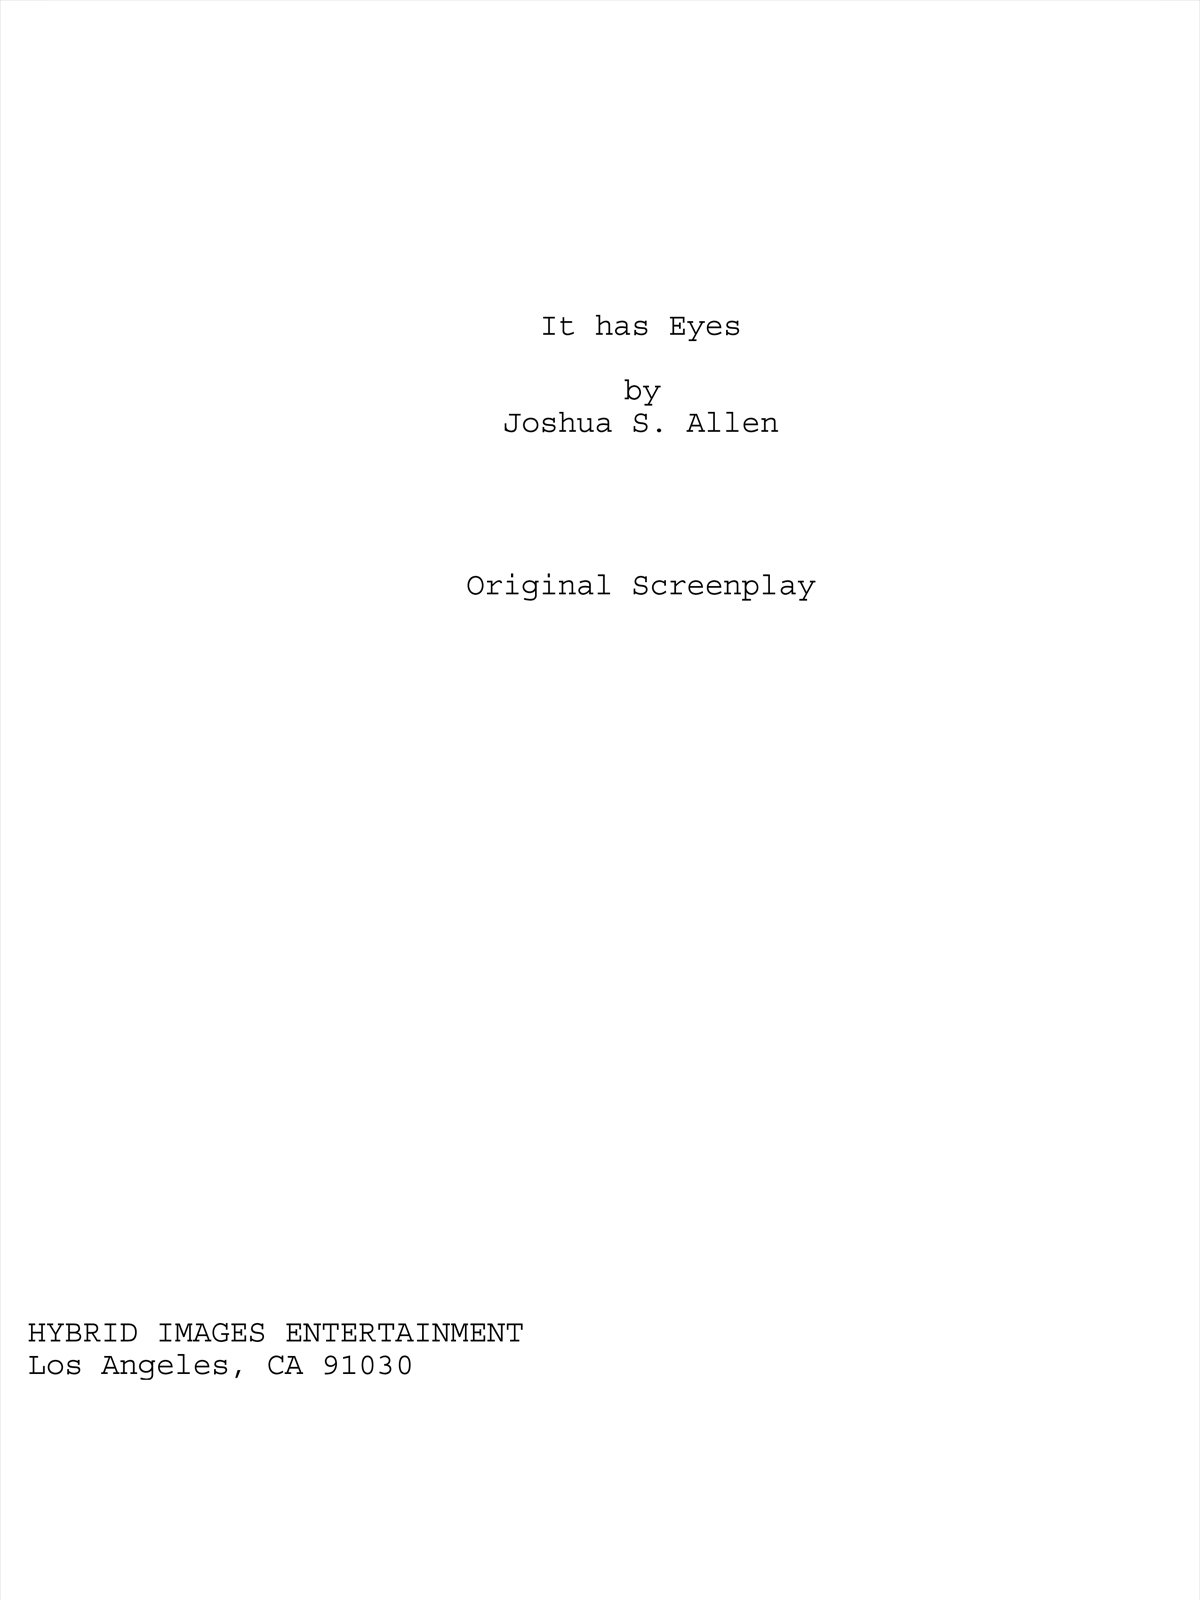 It has Eyes
by
Joshua S. Allen
Original Screenplay
HYBRID IMAGES ENTERTAINMENT
Los Angeles, CA 91030